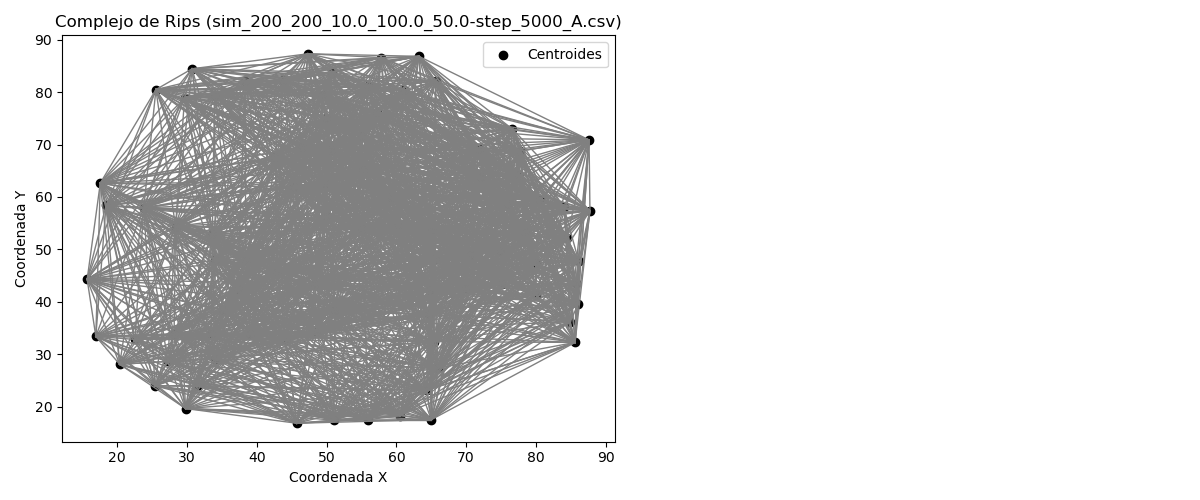 Complejo de Rips (sim_200_200_10.0_100.0_50.0-step_5000_A.csv)
Centroides
90
80
70
60
50
40
30
20
Coordenada Y
20 30 40 50 60 70 80 90
Coordenada X